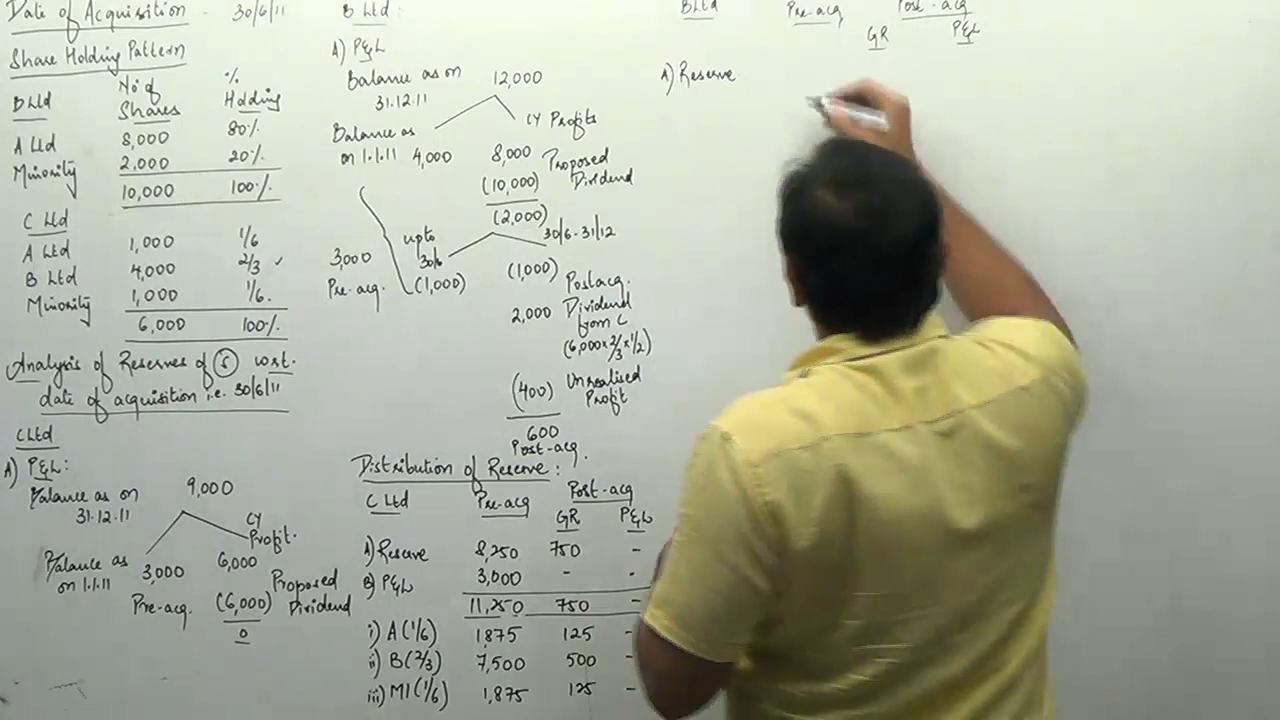 Date of Acquisition - 30/6/11
Share Holding Pattern
B Ltd No of Shares % Holding
A Ltd 8,000 80%
Minority 2,000 20%
10,000 100%
C Ltd
A Ltd 1,000 1/6
B Ltd 4,000 2/3 ✓
Minority 1,000 1/6
6,000 100%
Analysis of Reserves of S w.r.t.
date of acquisition i.e. 30/6/11
C Ltd
A) P&L:
Balance as on 9,000
31.12.11
CY
Profit.
Balance as 3,000 6,000
on 1.1.11
Pre-acq. (6,000) Proposed
Dividend
0
B Ltd:
A) P&L
Balance as on 12,000
31.12.11
CY Profits
Balance as
on 1.1.11 4,000 8,000
(10,000) Proposed
Dividend
(2,000)
upto 30/6 30/6 - 31/12
3,000
Pre-acq. (1,000) (1,000) Post acq.
2,000 Dividend
from C
(6,000 x 2/3 x 1/2)
(400) Unrealised
Profit
600
Post-acq.
Distribution of Reserve:
C Ltd Pre-acq Post-acq
GR P&L
A) Reserve 8,250 750 -
B) P&L 3,000 - -
11,250 750 -
i) A (1/6) 1,875 125 -
ii) B (2/3) 7,500 500 -
iii) MI (1/6) 1,875 125 -
B Ltd Pre-acq Post-acq
GR P&L
A) Reserve